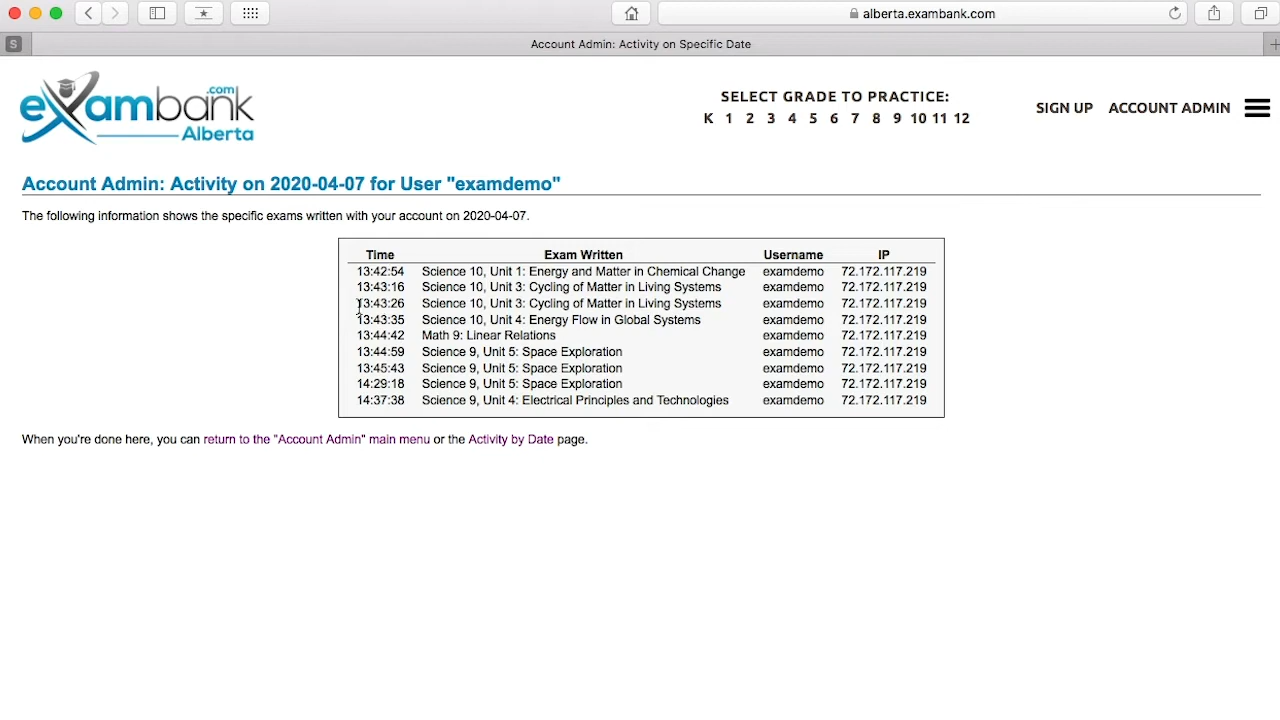 alberta.exambank.com
S
Account Admin: Activity on Specific Date
exambank.com
Alberta
SELECT GRADE TO PRACTICE:
K 1 2 3 4 5 6 7 8 9 10 11 12
SIGN UP ACCOUNT ADMIN
Account Admin: Activity on 2020-04-07 for User "examdemo"
The following information shows the specific exams written with your account on 2020-04-07.
Time Exam Written Username IP
13:42:54 Science 10, Unit 1: Energy and Matter in Chemical Change examdemo 72.172.117.219
13:43:16 Science 10, Unit 3: Cycling of Matter in Living Systems examdemo 72.172.117.219
13:43:26 Science 10, Unit 3: Cycling of Matter in Living Systems examdemo 72.172.117.219
13:43:35 Science 10, Unit 4: Energy Flow in Global Systems examdemo 72.172.117.219
13:44:42 Math 9: Linear Relations examdemo 72.172.117.219
13:44:59 Science 9, Unit 5: Space Exploration examdemo 72.172.117.219
13:45:43 Science 9, Unit 5: Space Exploration examdemo 72.172.117.219
14:29:18 Science 9, Unit 5: Space Exploration examdemo 72.172.117.219
14:37:38 Science 9, Unit 4: Electrical Principles and Technologies examdemo 72.172.117.219
When you're done here, you can return to the "Account Admin" main menu or the Activity by Date page.